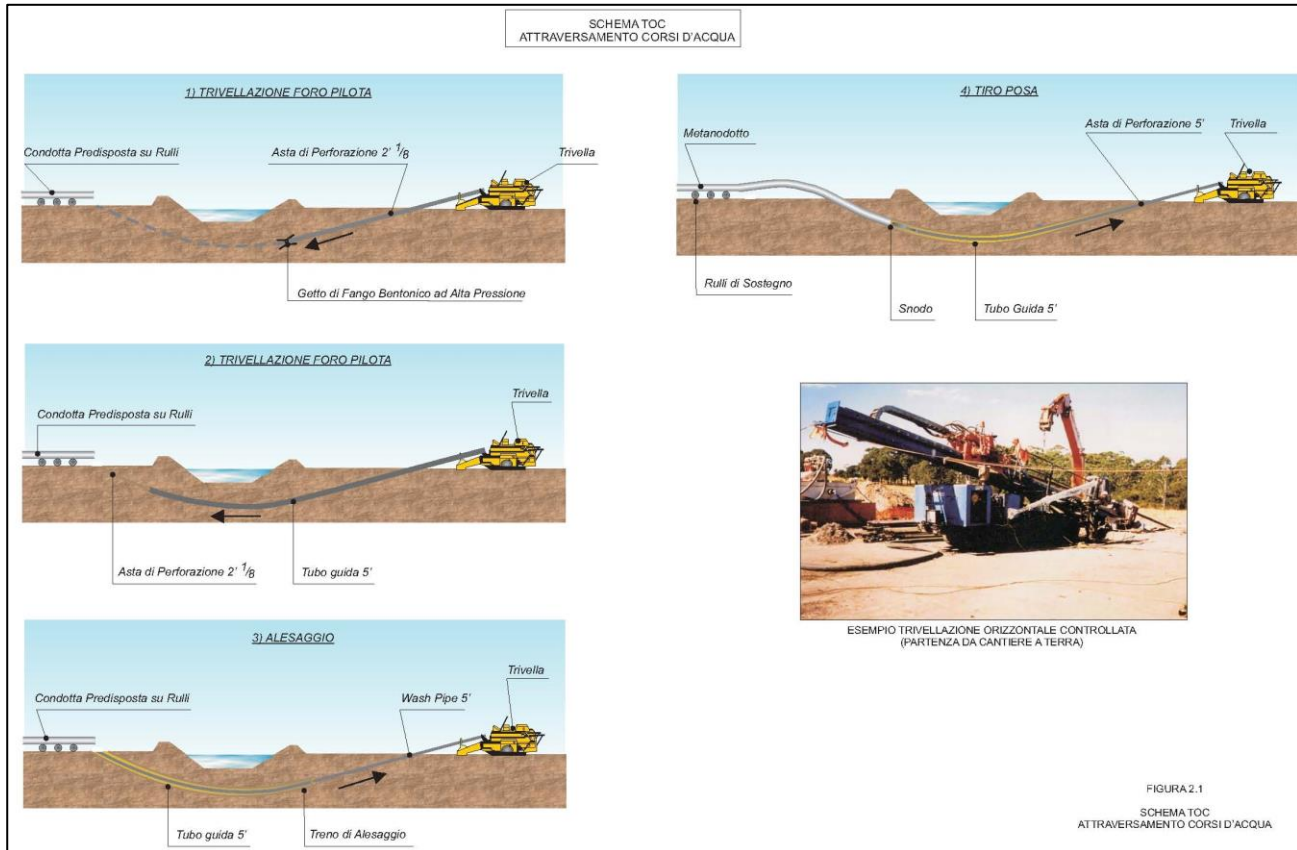 SCHEMA TOC
ATTRAVERSAMENTO CORSI D'ACQUA
1) TRIVELLAZIONE FORO PILOTA
Condotta Predisposta su Rulli
Asta di Perforazione 2' 1/8
Trivella
Getto di Fango Bentonico ad Alta Pressione
2) TRIVELLAZIONE FORO PILOTA
Condotta Predisposta su Rulli
Trivella
Asta di Perforazione 2' 1/8
Tubo guida 5'
3) ALESAGGIO
Condotta Predisposta su Rulli
Wash Pipe 5'
Trivella
Tubo guida 5'
Treno di Alesaggio
4) TIRO POSA
Metanodotto
Asta di Perforazione 5'
Trivella
Rulli di Sostegno
Snodo
Tubo Guida 5'
ESEMPIO TRIVELLAZIONE ORIZZONTALE CONTROLLATA
(PARTENZA DA CANTIERE A TERRA)
FIGURA 2.1
SCHEMA TOC
ATTRAVERSAMENTO CORSI D'ACQUA